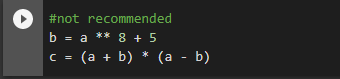 #not recommended
b = a ** 8 + 5
c = (a + b) * (a - b)